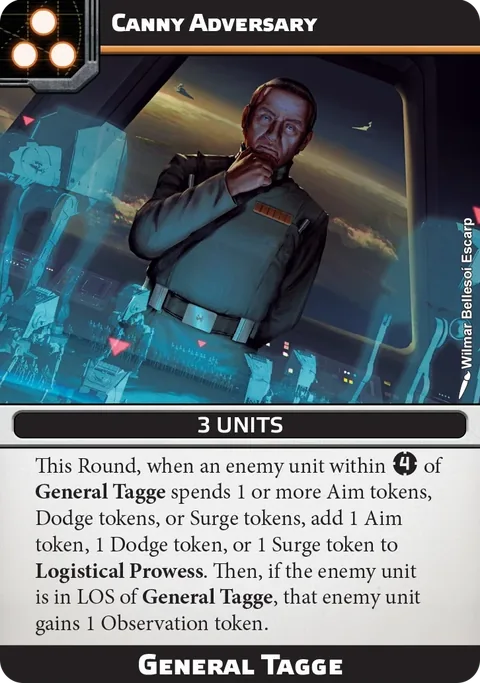 Canny Adversary
Wilmar Bellesoi Escarp
3 UNITS
This Round, when an enemy unit within 4 of
General Tagge spends 1 or more Aim tokens,
Dodge tokens, or Surge tokens, add 1 Aim
token, 1 Dodge token, or 1 Surge token to
Logistical Prowess. Then, if the enemy unit
is in LOS of General Tagge, that enemy unit
gains 1 Observation token.
General Tagge